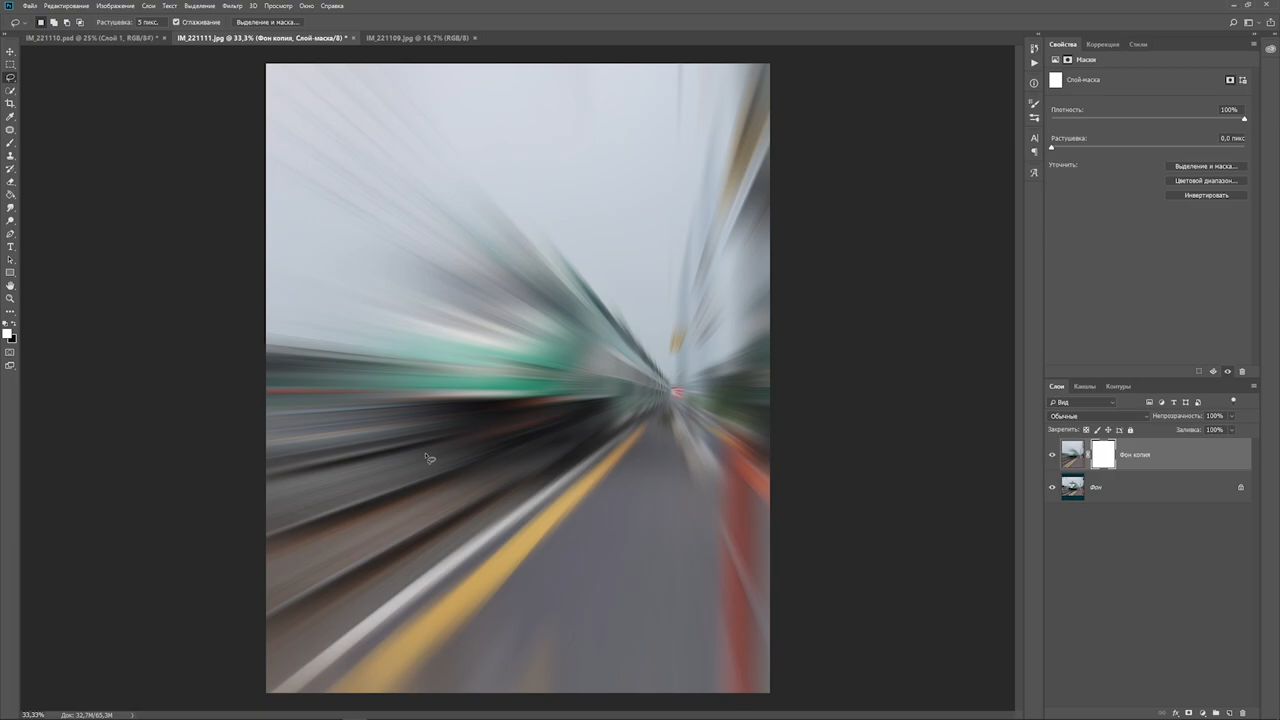 Ps Файл Редактирование Изображение Слои Текст Выделение Фильтр 3D Просмотр Окно Справка
Растушевка: 5 пикс. Сглаживание Выделение и маска...
IM_221110.psd @ 25% (Слой 1, RGB/8#) * × IM_221111.jpg @ 33,3% (Фон копия, Слой-маска/8) * × IM_221109.jpg @ 16,7% (RGB/8) ×
Свойства Коррекция Стили
Маски
Слой-маска
Плотность: 100%
Растушевка: 0,0 пикс
Уточнить: Выделение и маска...
Цветовой диапазон...
Инвертировать
Слои Каналы Контуры
Вид
Обычные Непрозрачность: 100%
Закрепить: Заливка: 100%
Фон копия
Фон
33,33% Док: 32,7M/65,3M